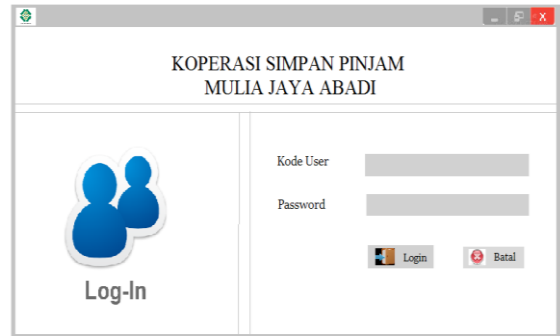 KOPERASI SIMPAN PINJAM
MULIA JAYA ABADI
Log-In
Kode User
Password
Login
Batal